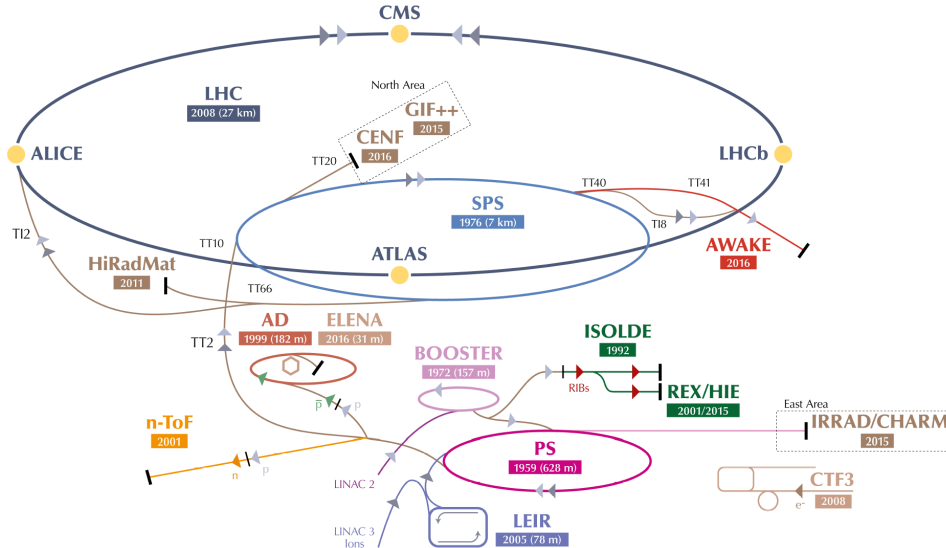 CMS
North Area
LHC
2008 (27 km)
GIF++
2015
CENF
2016
ALICE
LHCb
TT20
TT40
TT41
SPS
1976 (7 km)
TI8
TI2
TT10
ATLAS
AWAKE
2016
HiRadMat
2011
TT66
AD
1999 (182 m)
ELENA
2016 (31 m)
TT2
ISOLDE
1992
BOOSTER
1972 (157 m)
RIBs
REX/HIE
2001/2015
p̅
p
East Area
n-ToF
2001
IRRAD/CHARM
2015
PS
1959 (628 m)
n
p
LINAC 2
CTF3
2008
e-
LINAC 3
Ions
LEIR
2005 (78 m)